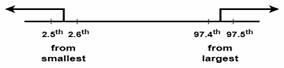 2.5th 2.6th 97.4th 97.5th
from from
smallest largest